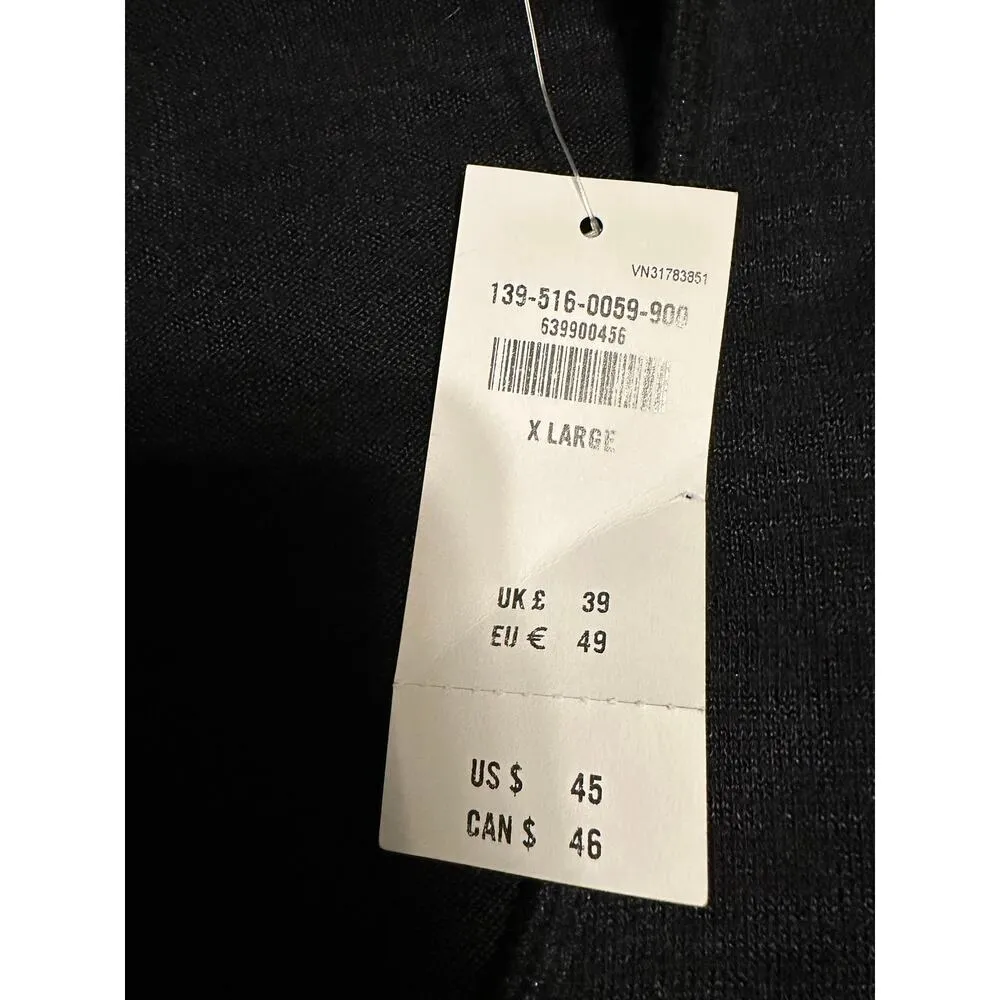 VN31783851
139-516-0059-900
639900456
X LARGE
UK £ 39
EU € 49
US $ 45
CAN $ 46